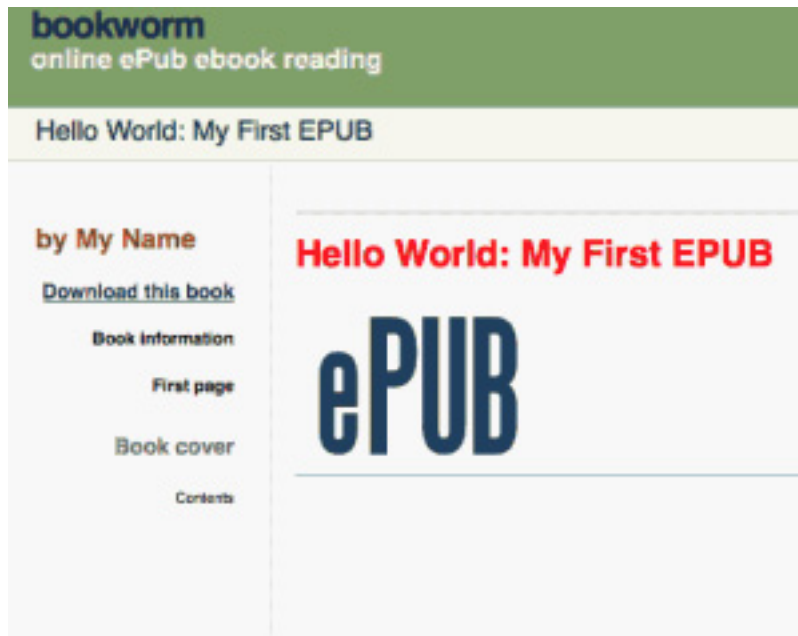 bookworm
online ePub ebook reading
Hello World: My First EPUB
by My Name
Download this book
Book information
First page
Book cover
Contents
Hello World: My First EPUB
ePUB